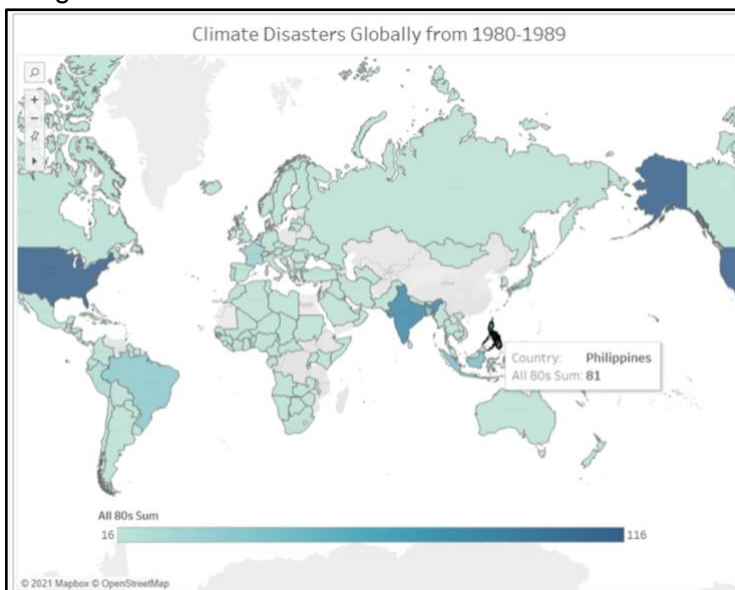 Climate Disasters Globally from 1980-1989
China
Country: Philippines
All 80s Sum: 81
All 80s Sum
16
116
© 2021 Mapbox © OpenStreetMap